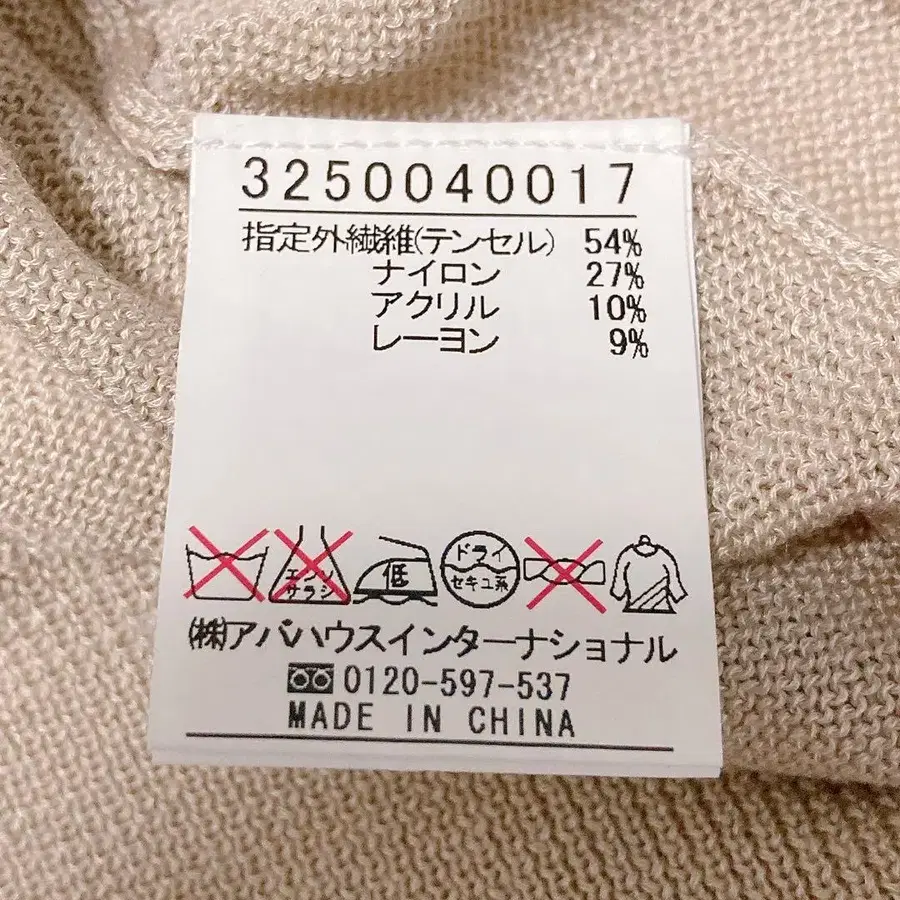 3250040017
指定外繊維(テンセル) 54%
ナイロン 27%
アクリル 10%
レーヨン 9%
エンソ
サラシ
低
ドライ
セキユ系
(株)アバハウスインターナショナル
0120-597-537
MADE IN CHINA